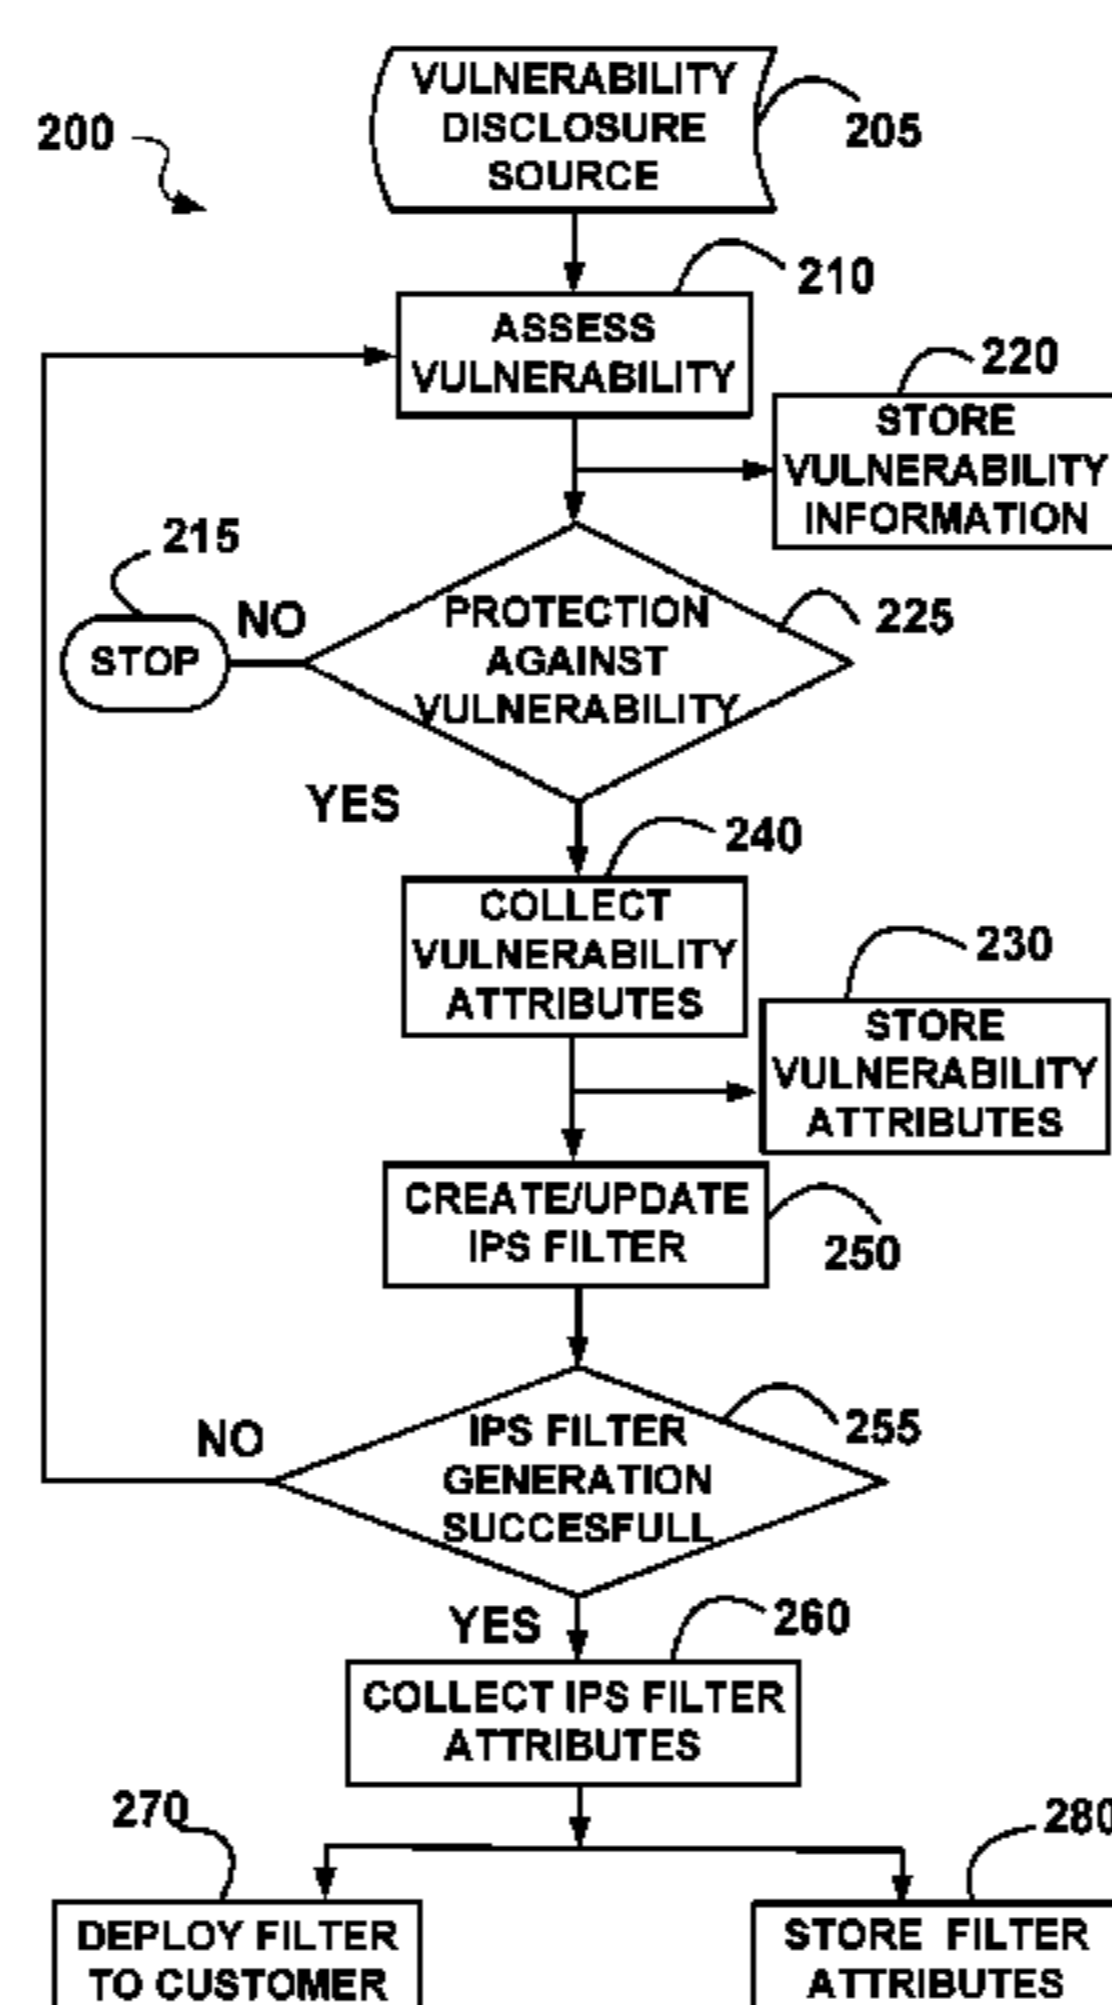 200
VULNERABILITY
DISCLOSURE
SOURCE
205
210
ASSESS
VULNERABILITY
220
STORE
VULNERABILITY
INFORMATION
215
STOP
NO
PROTECTION
AGAINST
VULNERABILITY
225
YES
240
COLLECT
VULNERABILITY
ATTRIBUTES
230
STORE
VULNERABILITY
ATTRIBUTES
CREATE/UPDATE
IPS FILTER
250
NO
IPS FILTER
GENERATION
SUCCESFULL
255
YES
260
COLLECT IPS FILTER
ATTRIBUTES
270
DEPLOY FILTER
TO CUSTOMER
280
STORE FILTER
ATTRIBUTES